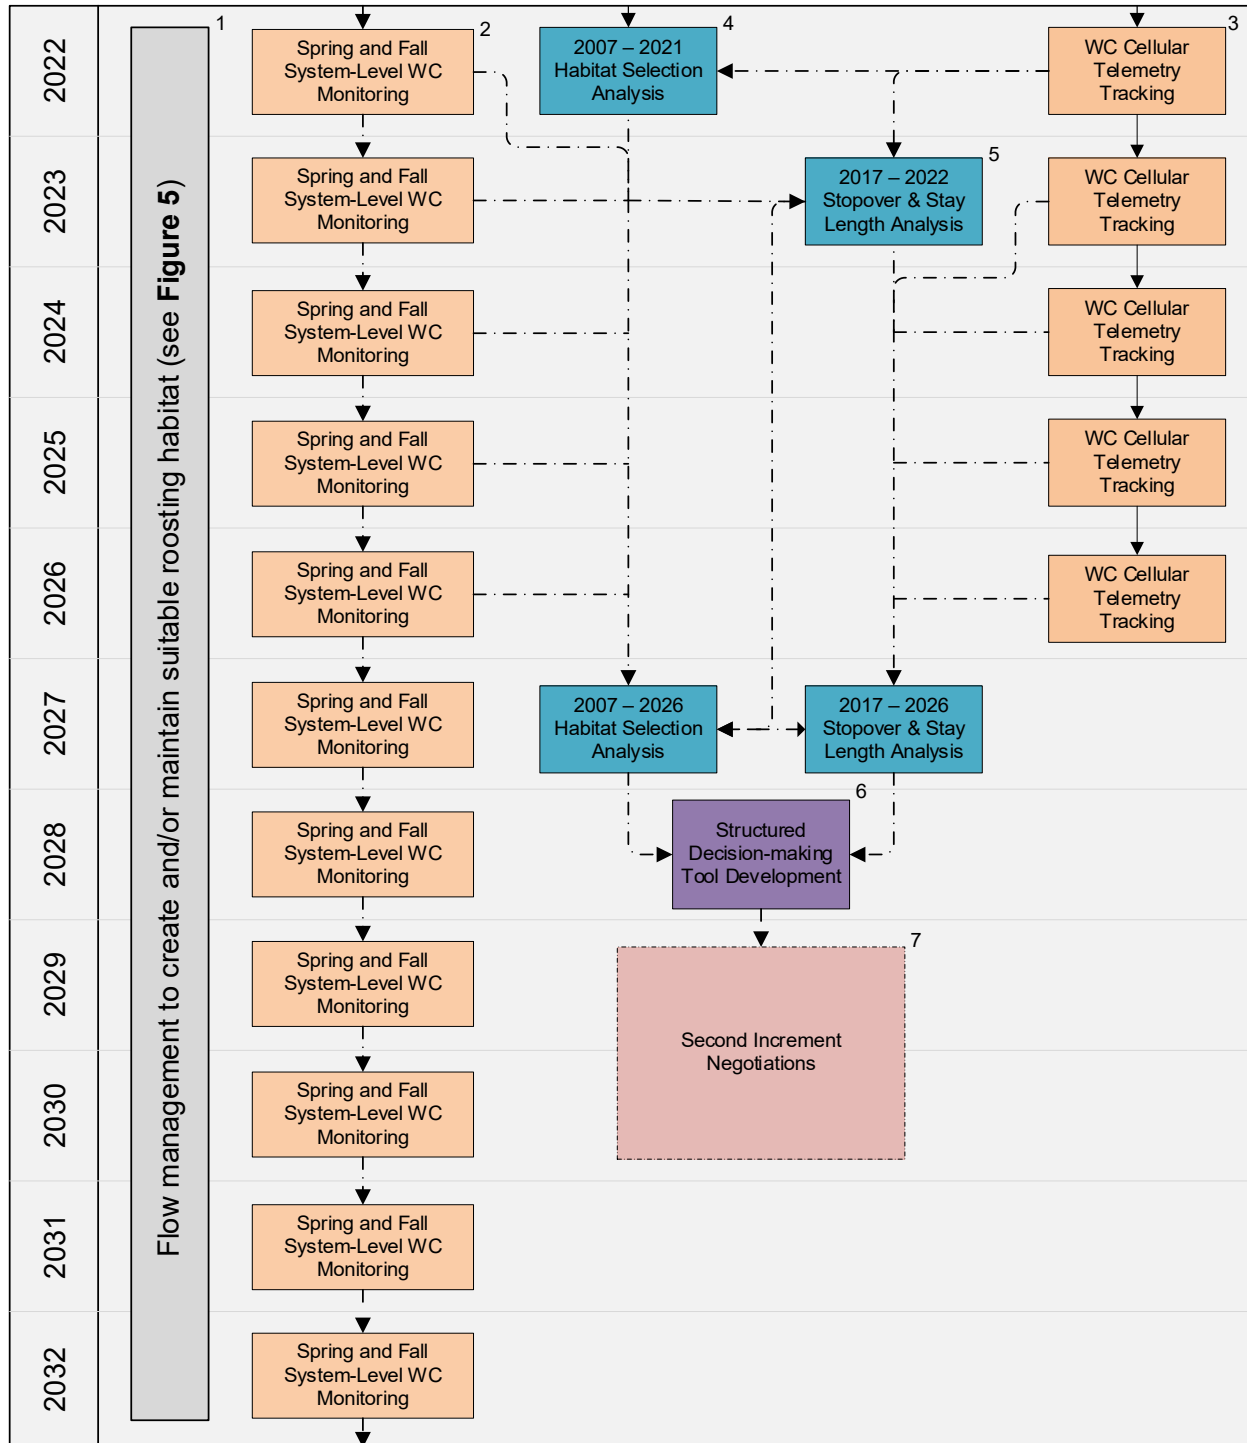 1
2
4
3
2022
Spring and Fall
System-Level WC
Monitoring
2007 – 2021
Habitat Selection
Analysis
WC Cellular
Telemetry
Tracking
Flow management to create and/or maintain suitable roosting habitat (see Figure 5)
2023
Spring and Fall
System-Level WC
Monitoring
5
2017 – 2022
Stopover & Stay
Length Analysis
WC Cellular
Telemetry
Tracking
2024
Spring and Fall
System-Level WC
Monitoring
WC Cellular
Telemetry
Tracking
2025
Spring and Fall
System-Level WC
Monitoring
WC Cellular
Telemetry
Tracking
2026
Spring and Fall
System-Level WC
Monitoring
WC Cellular
Telemetry
Tracking
2027
Spring and Fall
System-Level WC
Monitoring
2007 – 2026
Habitat Selection
Analysis
2017 – 2026
Stopover & Stay
Length Analysis
2028
Spring and Fall
System-Level WC
Monitoring
6
Structured
Decision-making
Tool Development
2029
Spring and Fall
System-Level WC
Monitoring
7
Second Increment
Negotiations
2030
Spring and Fall
System-Level WC
Monitoring
2031
Spring and Fall
System-Level WC
Monitoring
2032
Spring and Fall
System-Level WC
Monitoring